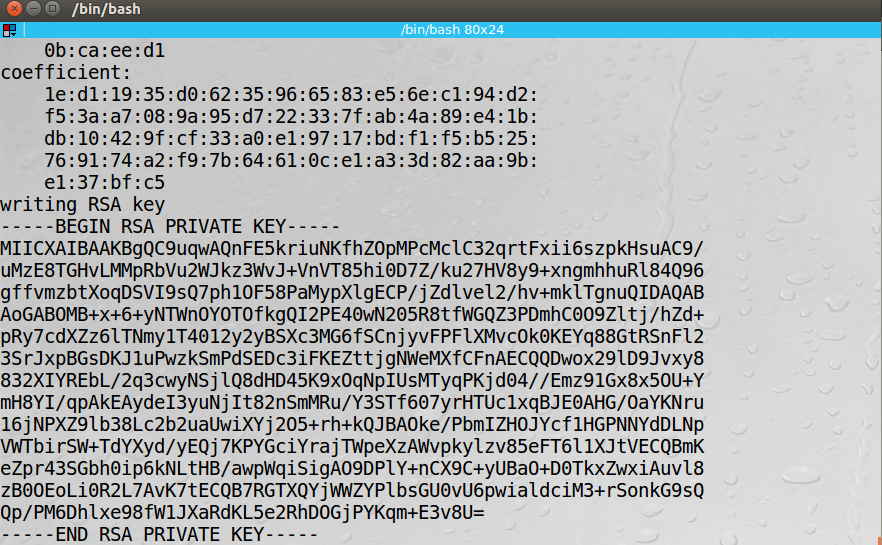 /bin/bash
/bin/bash 80x24
0b:ca:ee:d1
coefficient:
1e:d1:19:35:d0:62:35:96:65:83:e5:6e:c1:94:d2:
f5:3a:a7:08:9a:95:d7:22:33:7f:ab:4a:89:e4:1b:
db:10:42:9f:cf:33:a0:e1:97:17:bd:f1:f5:b5:25:
76:91:74:a2:f9:7b:64:61:0c:e1:a3:3d:82:aa:9b:
e1:37:bf:c5
writing RSA key
-----BEGIN RSA PRIVATE KEY-----
MIICXAIBAAKBgQC9uqwAQnFE5kriuNKfhZOpMPcMclC32qrtFxii6szpkHsuAC9/
uMzE8TGHvLMMpRbVu2WJkz3WvJ+VnVT85hi0D7Z/ku27HV8y9+xngmhhuRl84Q96
gffvmzbtXoqDSVI9sQ7ph1OF58PaMypXlgECP/jZdlvel2/hv+mklTgnuQIDAQAB
AoGABOMB+x+6+yNTWnOYOTOfkgQI2PE40wN205R8tfWGQZ3PDmhC0O9Zltj/hZd+
pRy7cdXZz6lTNmy1T4012y2yBSXc3MG6fSCnjyvFPFlXMvcOk0KEYq88GtRSnFl2
3SrJxpBGsDKJ1uPwzkSmPdSEDc3iFKEZttjgNWeMXfCFnAECQQDwox29lD9Jvxy8
832XIYREbL/2q3cwyNSjlQ8dHD45K9xOqNpIUsMTyqPKjd04//Emz91Gx8x5OU+Y
mH8YI/qpAkEAydeI3yuNjIt82nSmMRu/Y3STf607yrHTUc1xqBJE0AHG/OaYKNru
16jNPXZ9lb38Lc2b2uaUwiXYj2O5+rh+kQJBAOke/PbmIZHOJYcf1HGPNNYdDLNp
VWTbirSW+TdYXyd/yEQj7KPYGciYrajTWpeXzAWvpkylzv85eFT6l1XJtVECQBmK
eZpr43SGbh0ip6kNLtHB/awpWqiSigAO9DPlY+nCX9C+yUBaO+D0TkxZwxiAuvl8
zB0OEoLi0R2L7AvK7tECQB7RGTXQYjWWZYPlbsGU0vU6pwialdciM3+rSonkG9sQ
Qp/PM6Dhlxe98fW1JXaRdKL5e2RhDOGjPYKqm+E3v8U=
-----END RSA PRIVATE KEY-----